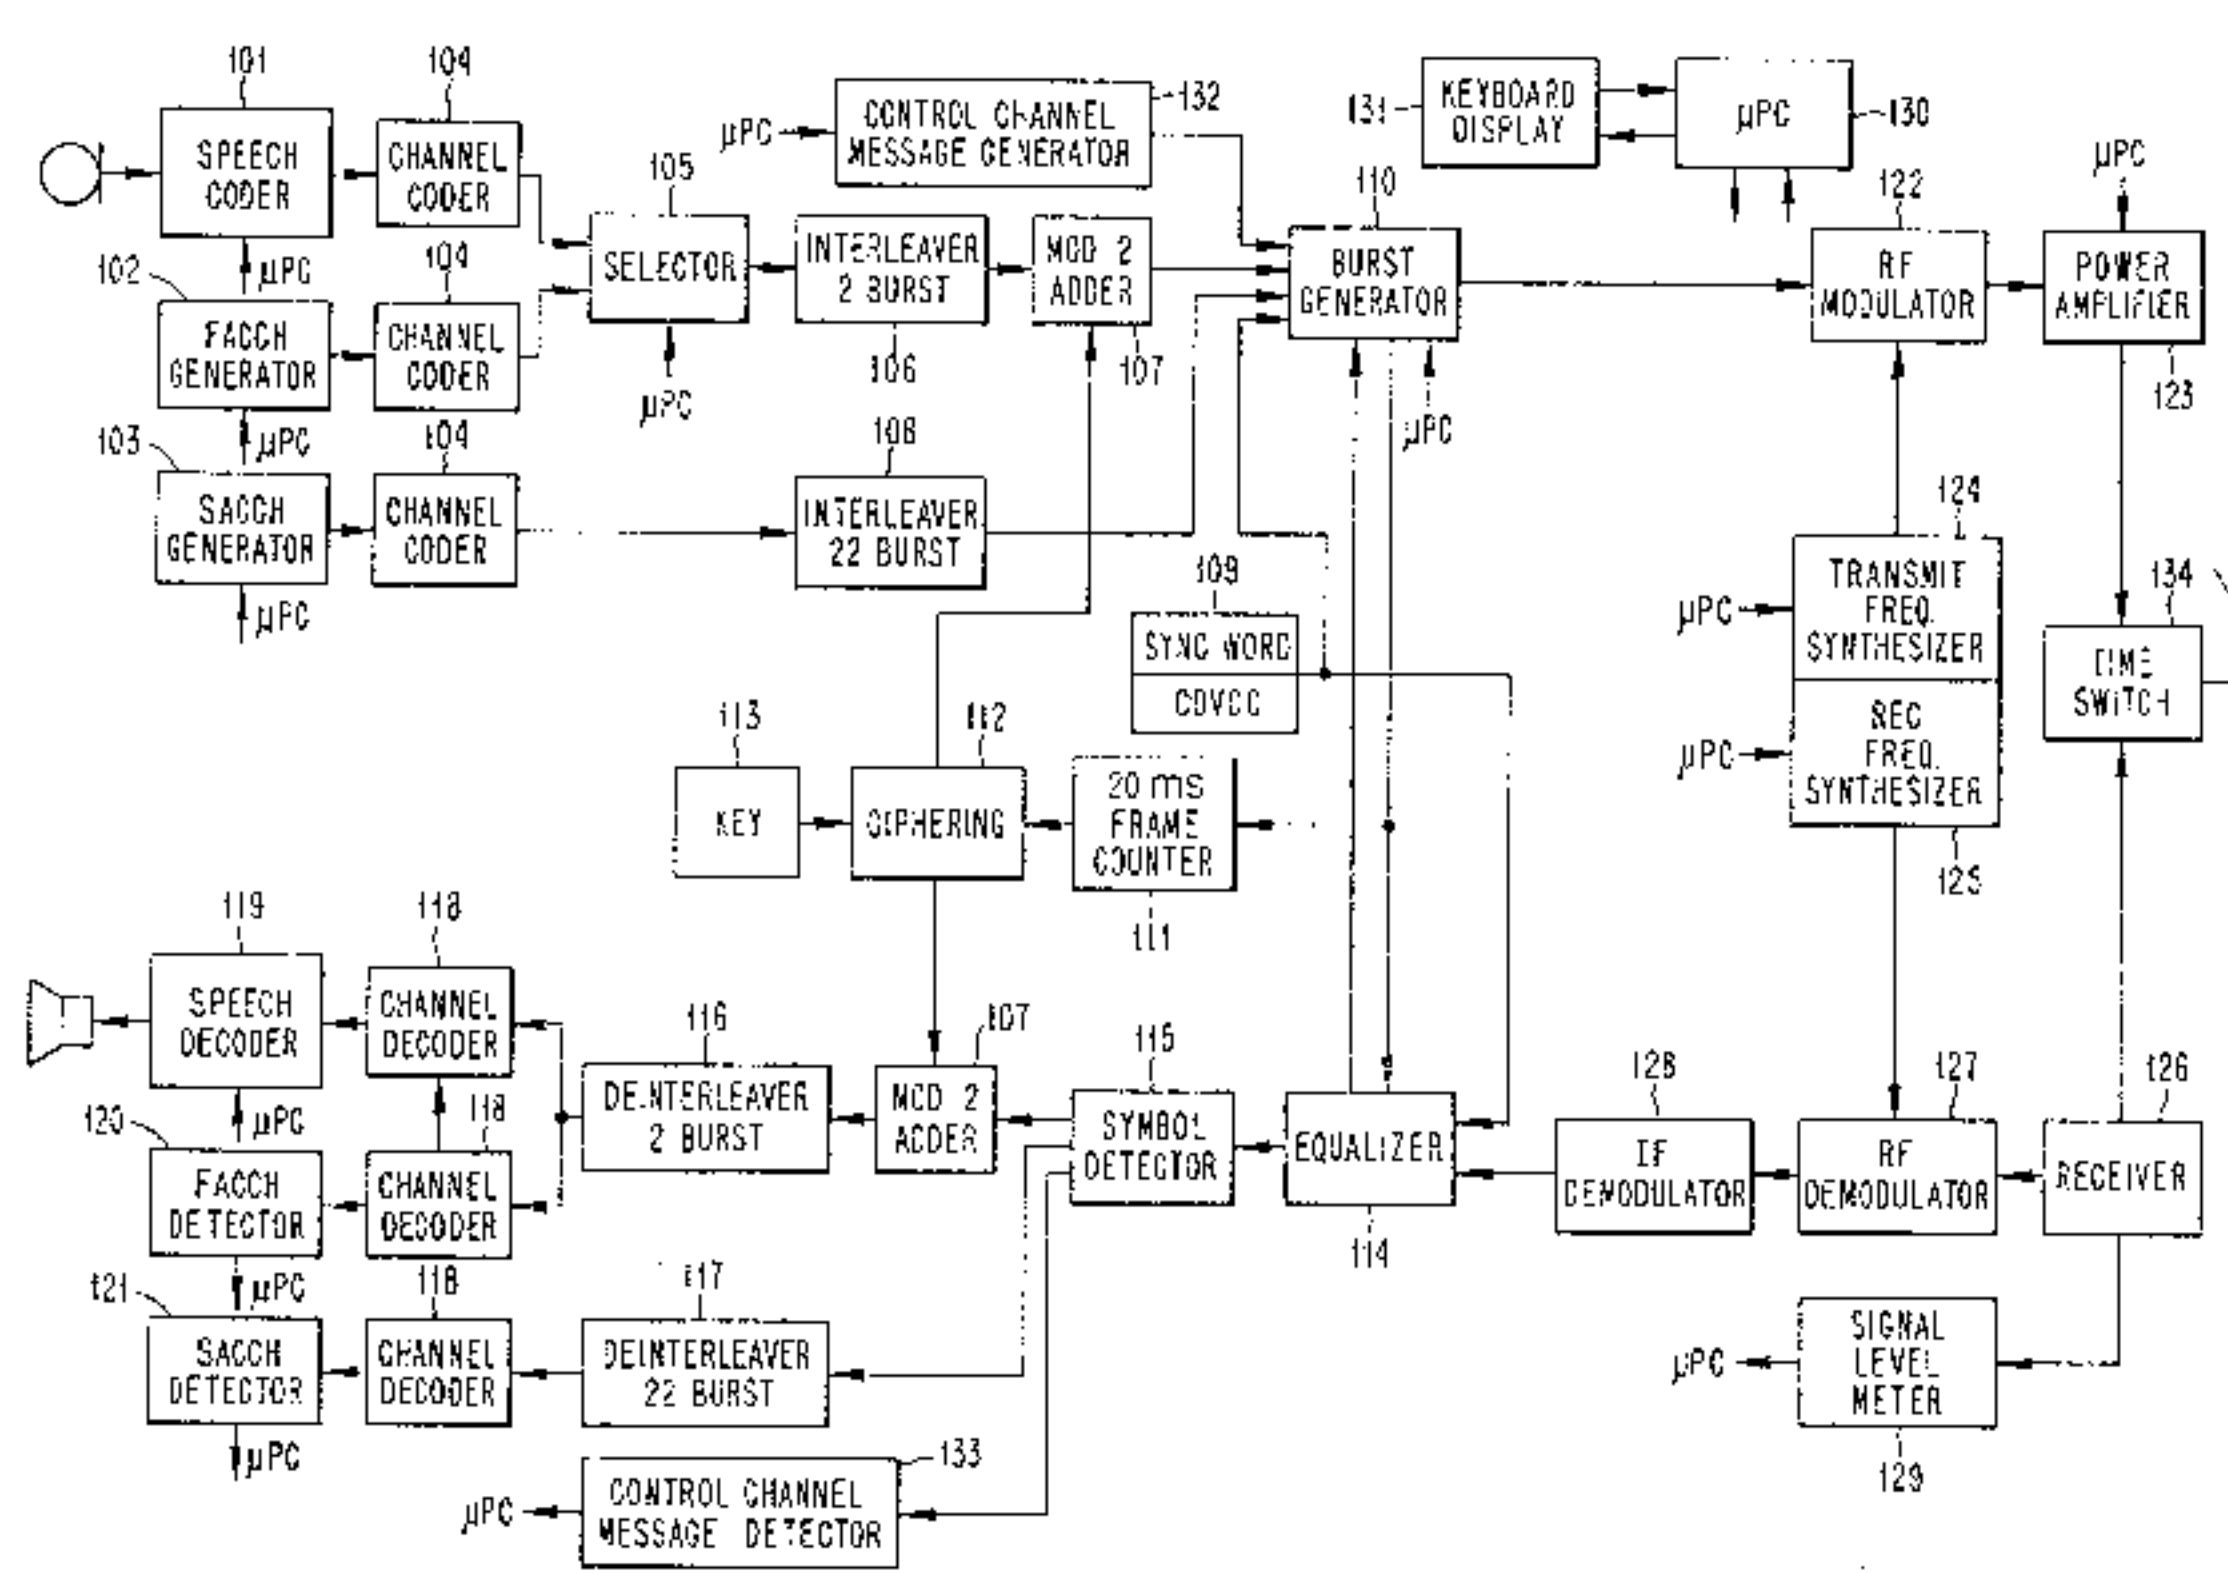 101
104
132
131
130
105
110
122
µPC
SPEECH
CODER
CHANNEL
CODER
CONTROL CHANNEL
MESSAGE GENERATOR
µPC
KEYBOARD
DISPLAY
µPC
102
µPC
104
SELECTOR
INTERLEAVER
2 BURST
MOD 2
ADDER
BURST
GENERATOR
RF
MODULATOR
POWER
AMPLIFIER
FACCH
GENERATOR
CHANNEL
CODER
µPC
106
107
µPC
123
103
µPC
104
108
SACCH
GENERATOR
CHANNEL
CODER
INTERLEAVER
22 BURST
µPC
109
SYNC WORD
CDVCC
124
TRANSMIT
FREQ.
SYNTHESIZER
µPC
REC
FREQ.
SYNTHESIZER
µPC
125
134
TIME
SWITCH
113
112
KEY
CIPHERING
20 ms
FRAME
COUNTER
111
119
118
SPEECH
DECODER
CHANNEL
DECODER
116
107
115
128
127
126
120
µPC
118
DEINTERLEAVER
2 BURST
MOD 2
ADDER
SYMBOL
DETECTOR
EQUALIZER
IF
DEMODULATOR
RF
DEMODULATOR
RECEIVER
FACCH
DETECTOR
CHANNEL
DECODER
114
121
µPC
118
117
SACCH
DETECTOR
CHANNEL
DECODER
DEINTERLEAVER
22 BURST
µPC
SIGNAL
LEVEL
METER
129
µPC
133
µPC
CONTROL CHANNEL
MESSAGE DETECTOR